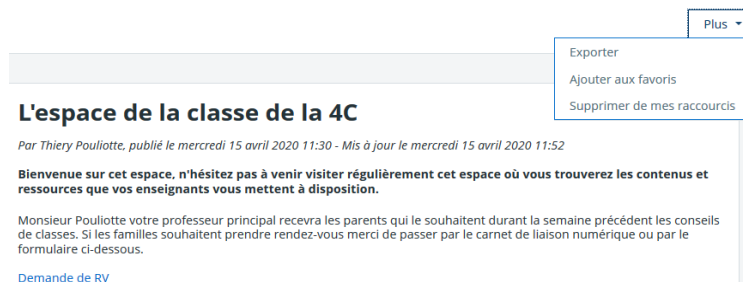 Plus
Exporter
Ajouter aux favoris
Supprimer de mes raccourcis
L'espace de la classe de la 4C
Par Thiery Pouliotte, publié le mercredi 15 avril 2020 11:30 - Mis à jour le mercredi 15 avril 2020 11:52
Bienvenue sur cet espace, n'hésitez pas à venir visiter régulièrement cet espace où vous trouverez les contenus et
ressources que vos enseignants vous mettent à disposition.
Monsieur Pouliotte votre professeur principal recevra les parents qui le souhaitent durant la semaine précédent les conseils
de classes. Si les familles souhaitent prendre rendez-vous merci de passer par le carnet de liaison numérique ou par le
formulaire ci-dessous.
Demande de RV